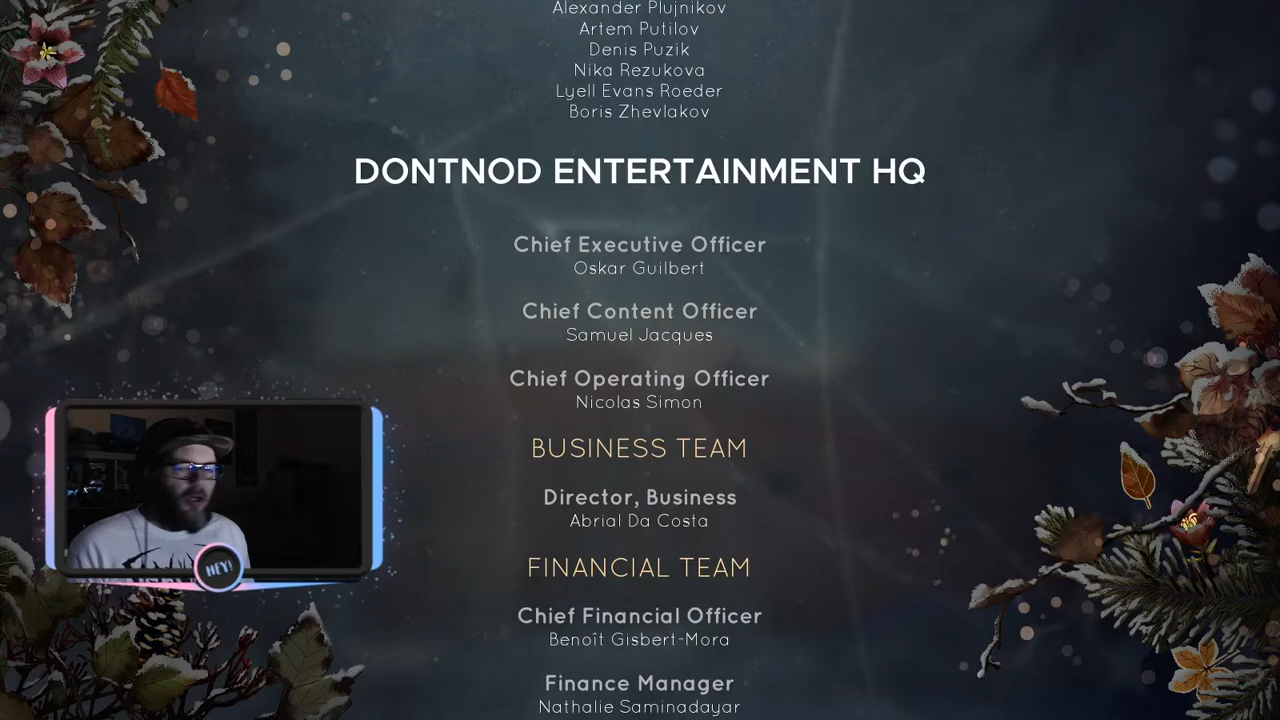 Alexander Plujnikov
Artem Putilov
Denis Puzik
Nika Rezukova
Lyell Evans Roeder
Boris Zhevlakov
DONTNOD ENTERTAINMENT HQ
Chief Executive Officer
Oskar Guilbert
Chief Content Officer
Samuel Jacques
Chief Operating Officer
Nicolas Simon
BUSINESS TEAM
Director, Business
Abrial Da Costa
FINANCIAL TEAM
Chief Financial Officer
Benoît Gisbert-Mora
Finance Manager
Nathalie Saminadayar
HEY!